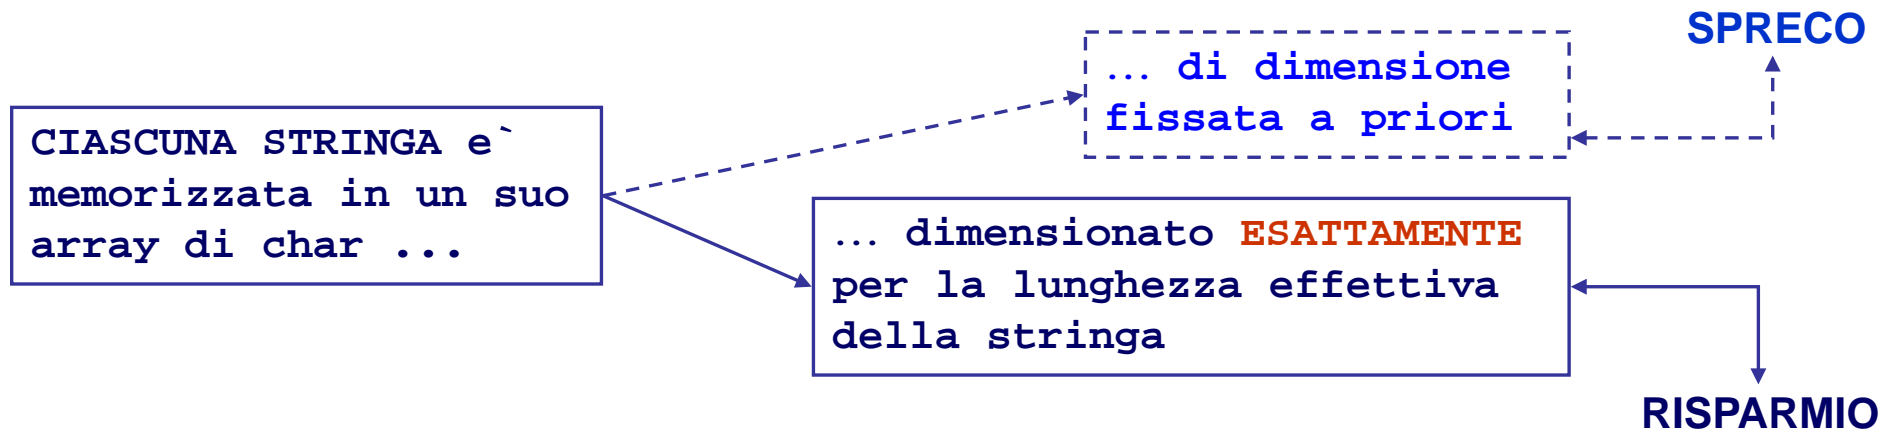 CIASCUNA STRINGA e`
memorizzata in un suo
array di char ...
... di dimensione
fissata a priori
SPRECO
... dimensionato ESATTAMENTE
per la lunghezza effettiva
della stringa
RISPARMIO